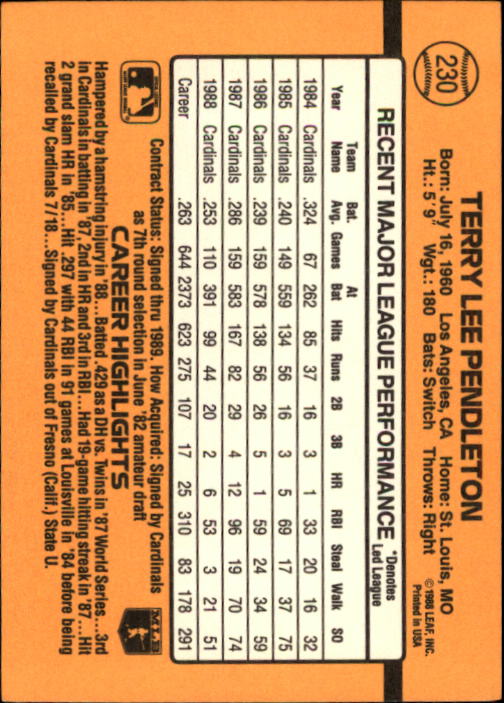 230
TERRY LEE PENDLETON
Born: July 16, 1960 Los Angeles, CA Home: St. Louis, MO
Ht.: 5'9" Wgt.: 180 Bats: Switch Throws: Right
©1988 LEAF, INC.
Printed in USA
RECENT MAJOR LEAGUE PERFORMANCE *Denotes Led League
Year Team Name Bat. Avg. Games At Bat Hits Runs 2B 3B HR RBI Steal Walk SO
1984 Cardinals .324 67 262 85 37 16 3 1 33 20 16 32
1985 Cardinals .240 149 559 134 56 16 3 5 69 17 37 75
1986 Cardinals .239 159 578 138 56 26 5 1 59 24 34 59
1987 Cardinals .286 159 583 167 82 29 4 12 96 19 70 74
1988 Cardinals .253 110 391 99 44 20 2 6 53 3 21 51
Career .263 644 2373 623 275 107 17 25 310 83 178 291
Contract Status: Signed thru 1989. How Acquired: Signed by Cardinals
as 7th round selection in June '82 amateur draft
CAREER HIGHLIGHTS
MLB
Hampered by a hamstring injury in '88...Batted .429 as a DH vs. Twins in '87 World Series...3rd
in Cardinals in batting in '87, 2nd in HR and 3rd in RBI...Had 19-game hitting streak in '87...Hit
2 grand slam HR in '85...Hit .297 with 44 RBI in 91 games at Louisville in '84 before being
recalled by Cardinals 7/18...Signed by Cardinals out of Fresno (Calif.) State U.